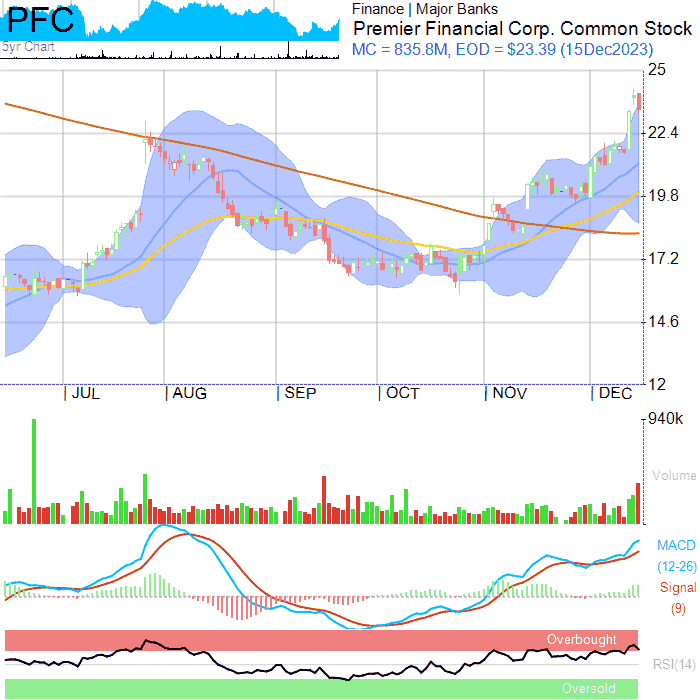 PFC
5yr Chart
Finance | Major Banks
Premier Financial Corp. Common Stock
MC = 835.8M, EOD = $23.39 (15Dec2023)
25
22.4
19.8
17.2
14.6
12
JUL AUG SEP OCT NOV DEC
940k
Volume
MACD
(12-26)
Signal
(9)
Overbought
RSI(14)
Oversold